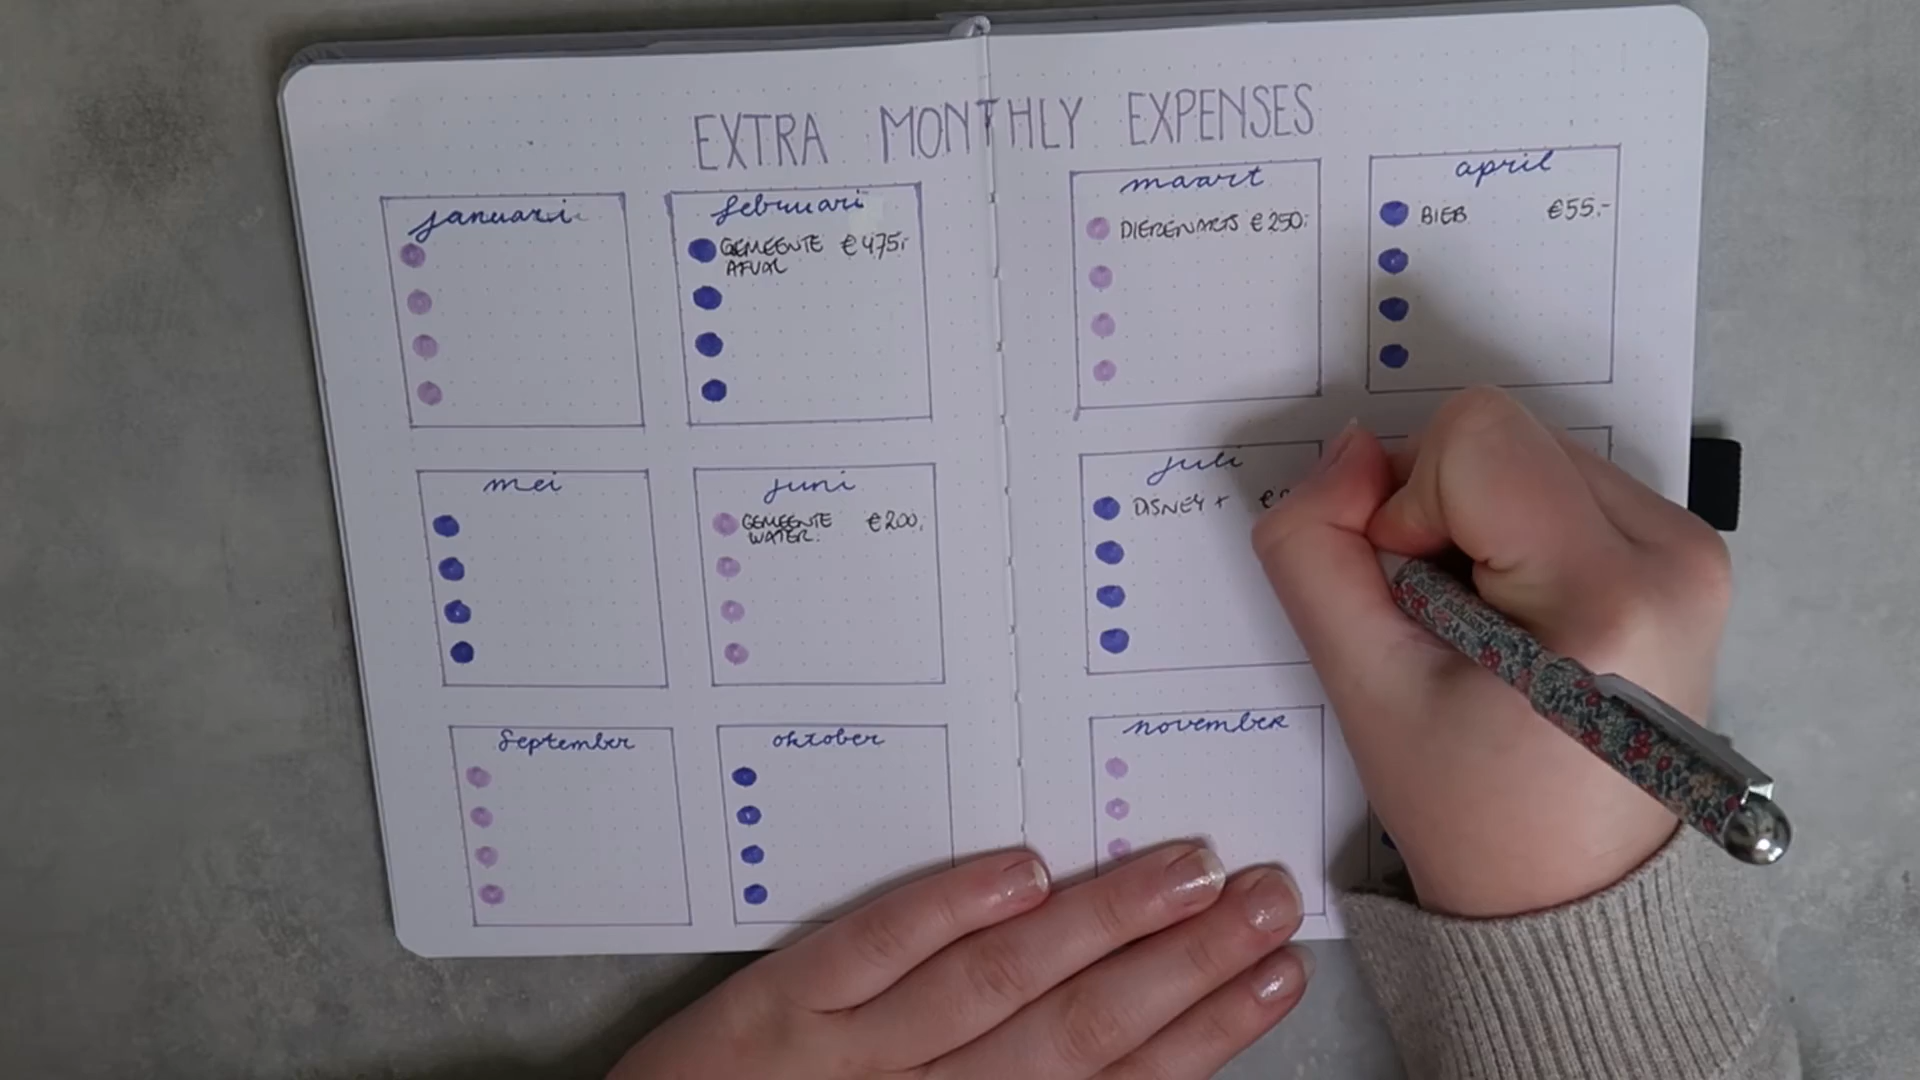 EXTRA MONTHLY EXPENSES
januari
februari
GEMEENTE €475,-
AFVAL
maart
DIERENARTS €250,-
april
BIEB €55,-
mei
juni
GEMEENTE €200,-
WATER.
juli
DISNEY + €
september
oktober
november